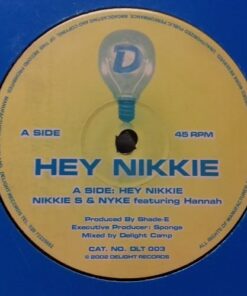 D
A SIDE
45 RPM
HEY NIKKIE
A SIDE: HEY NIKKIE
NIKKIE S & NYKE featuring Hannah
Produced By Shade-E
Executive Producer: Sponge
Mixed by Delight Camp
CAT. NO. DLT 003
© 2002 DELIGHT RECORDS